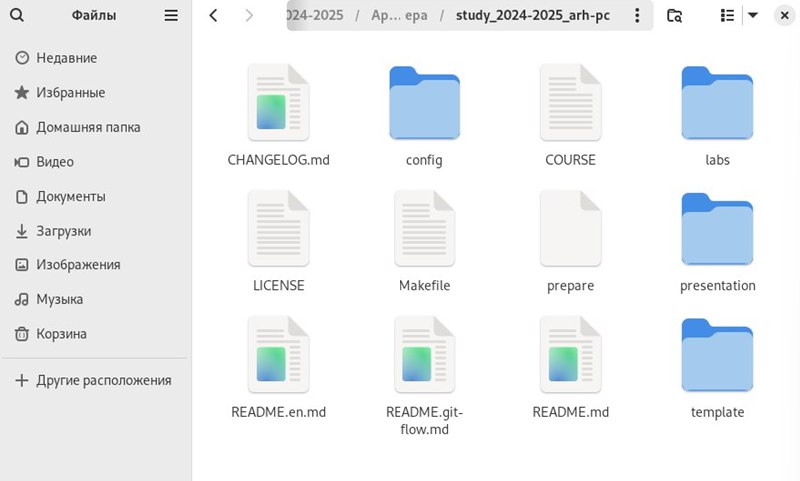 Файлы
024-2025 / Ар... ера / study_2024-2025_arh-pc
Недавние
Избранные
Домашняя папка
Видео
Документы
Загрузки
Изображения
Музыка
Корзина
Другие расположения
CHANGELOG.md
config
COURSE
labs
LICENSE
Makefile
prepare
presentation
README.en.md
README.git-
flow.md
README.md
template